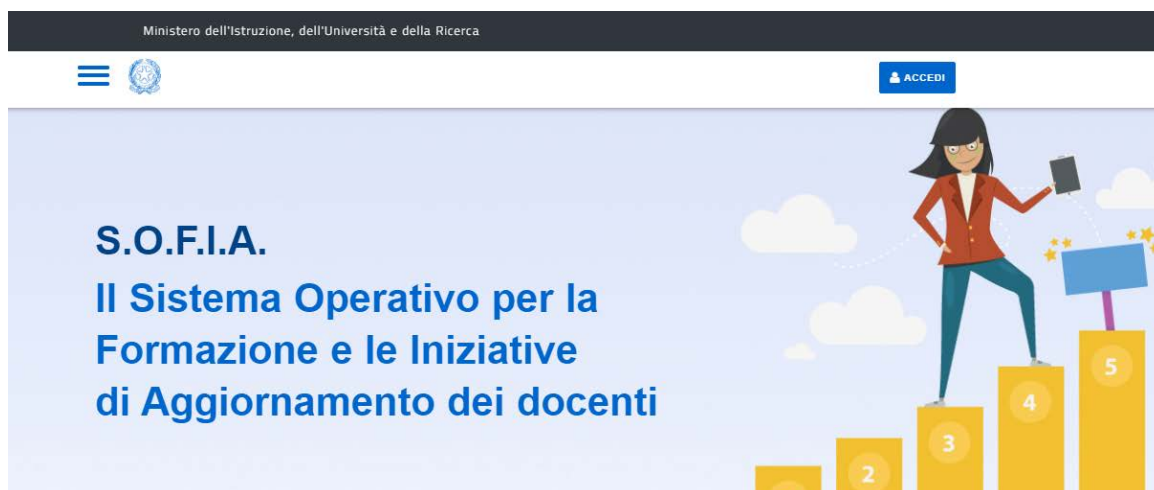 Ministero dell'Istruzione, dell'Università e della Ricerca
ACCEDI
S.O.F.I.A.
Il Sistema Operativo per la
Formazione e le Iniziative
di Aggiornamento dei docenti
5
4
3
2